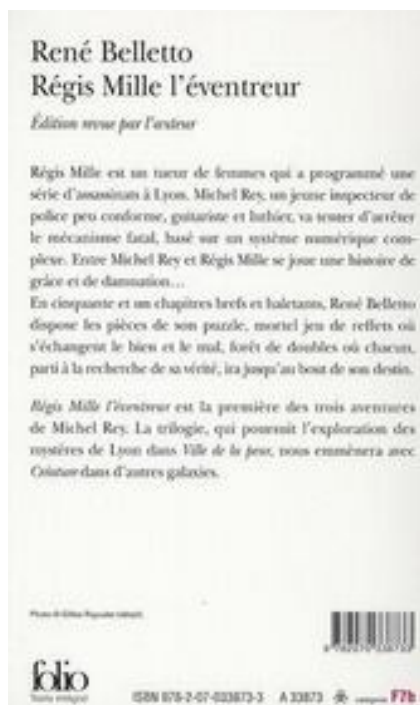 René Belletto
Régis Mille l'éventreur
Édition revue par l'auteur
Régis Mille est un tueur de femmes qui a programmé une
série d'assassinats à Lyon. Michel Rey, un jeune inspecteur de
police peu conforme, guitariste et luthier, va tenter d'arrêter
le mécanisme fatal, basé sur un système numérique com-
plexe. Entre Michel Rey et Régis Mille se joue une histoire de
grâce et de damnation…
En cinquante et un chapitres brefs et haletants, René Belletto
dispose les pièces de son puzzle, mortel jeu de reflets où
s'échangent le bien et le mal, forêt de doubles où chacun,
parti à la recherche de sa vérité, ira jusqu'au bout de son destin.
Régis Mille l'éventreur est la première des trois aventures
de Michel Rey. La trilogie, qui poursuit l'exploration des
mystères de Lyon dans Ville de la peur, nous emmènera avec
Créature dans d'autres galaxies.
Photo © Gilles
folio
Texte intégral
ISBN 978-2-07-033873-3 A 33873 catégorie F7b